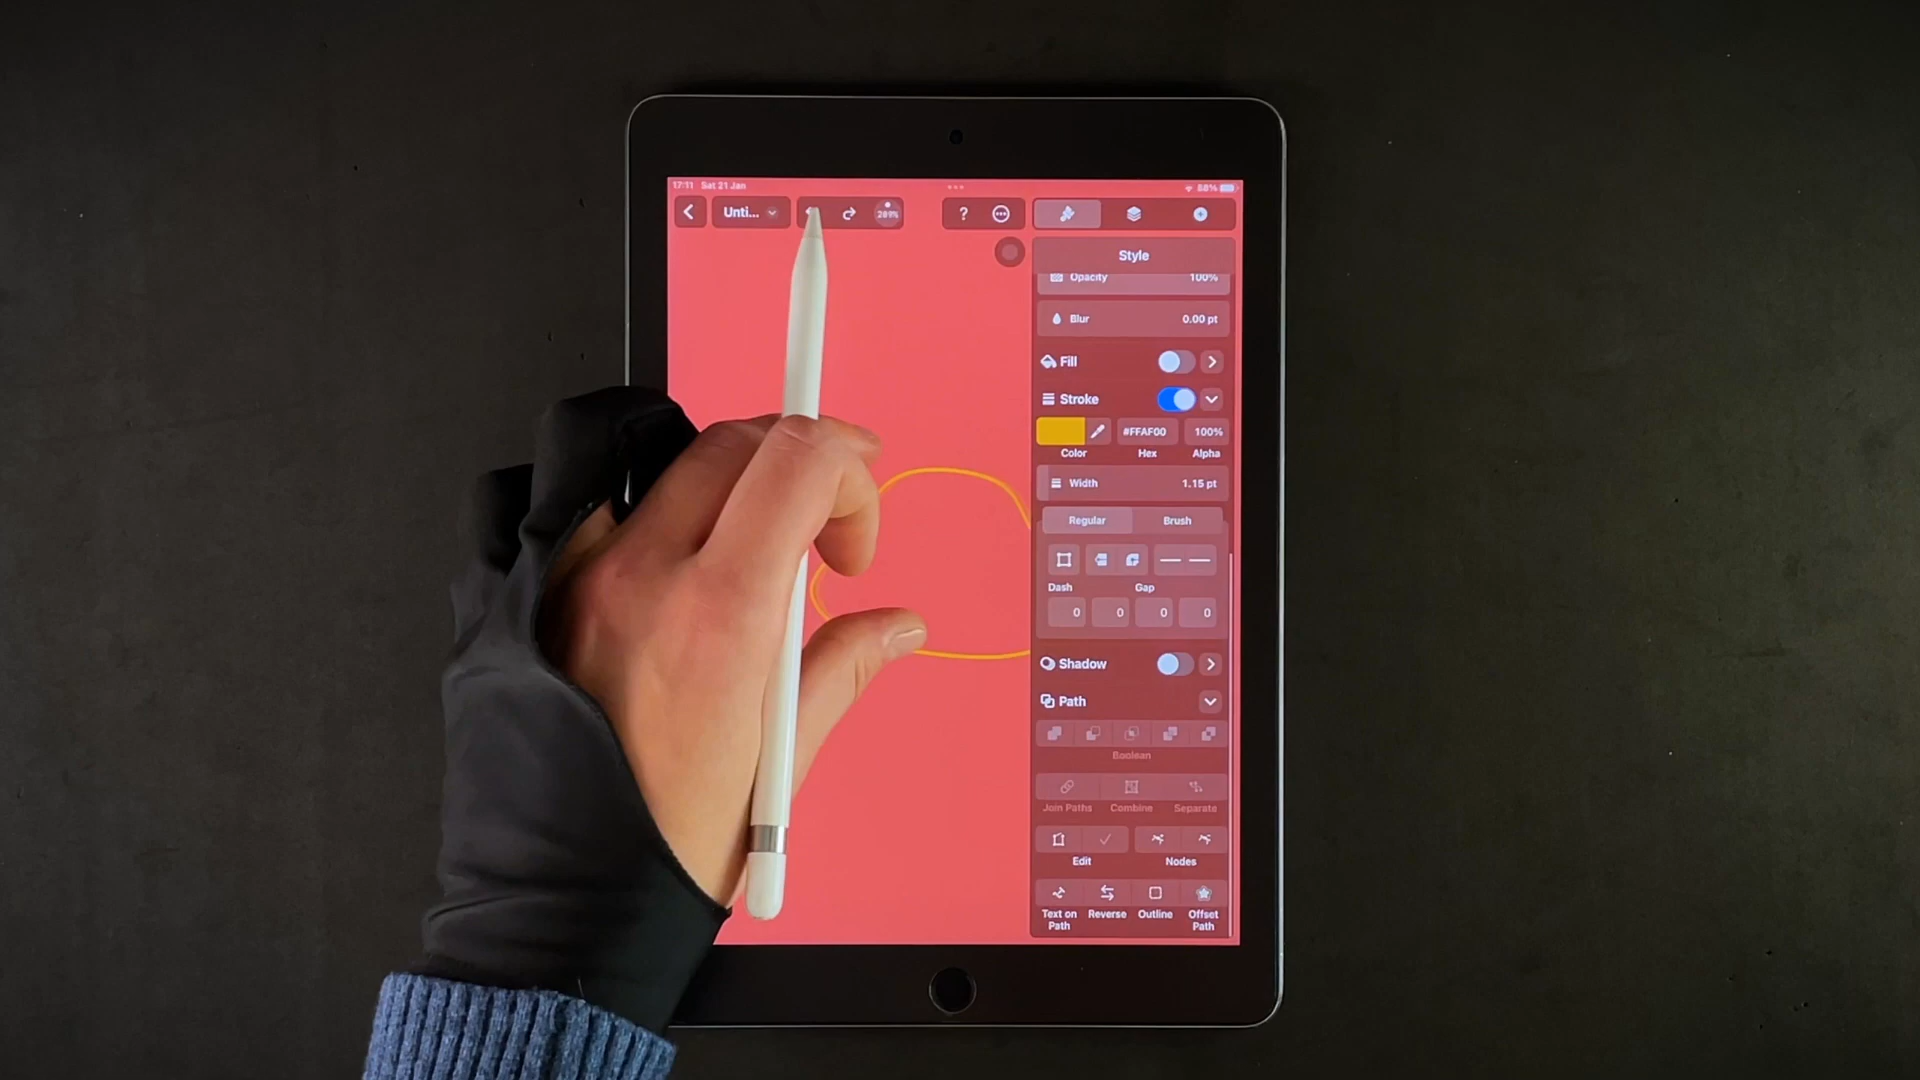 17:11 Sat 21 Jan
88%
Unti...
209%
?
Style
Opacity 100%
Blur 0.00 pt
Fill
Stroke
#FFAF00 100%
Color Hex Alpha
Width 1.15 pt
Regular Brush
Dash Gap
0 0 0 0
Shadow
Path
Boolean
Join Paths Combine Separate
Edit Nodes
Text on Path Reverse Outline Offset Path